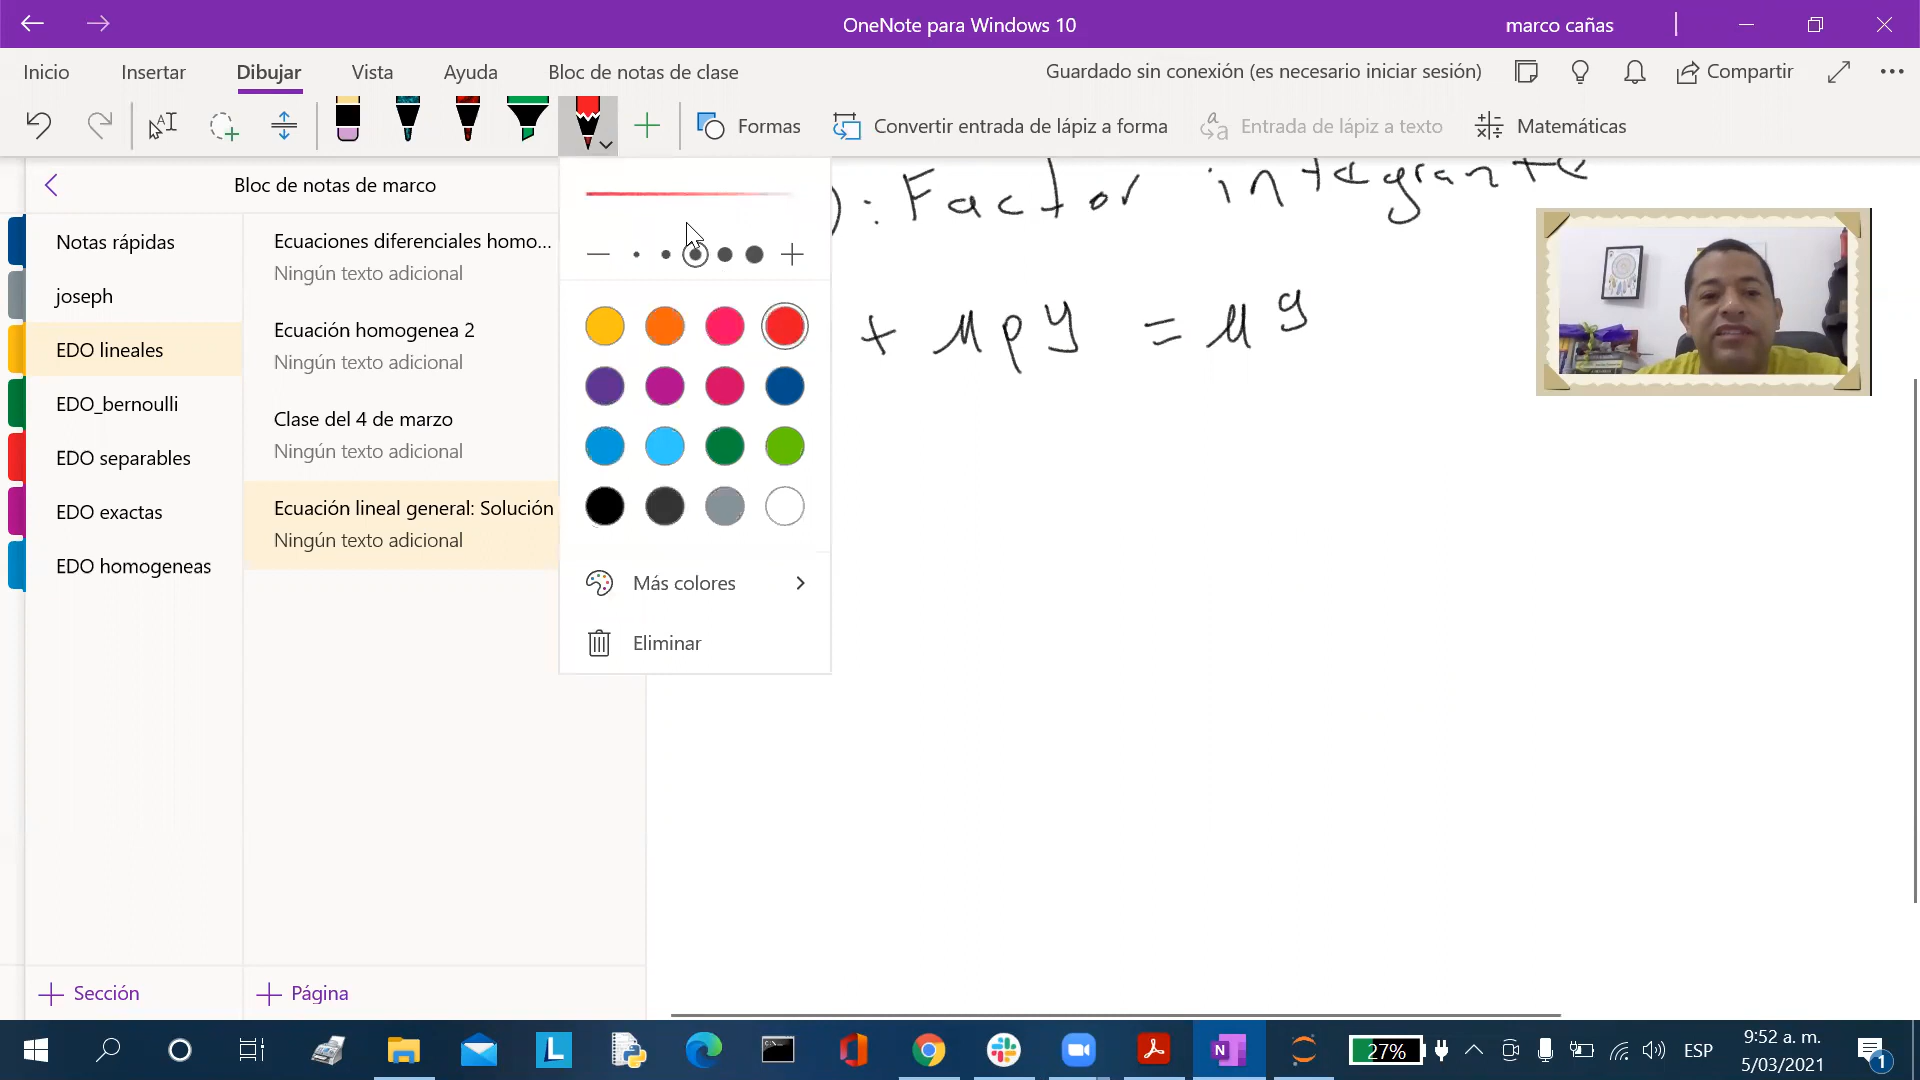 OneNote para Windows 10
marco cañas
Inicio
Insertar
Dibujar
Vista
Ayuda
Bloc de notas de clase
Guardado sin conexión (es necesario iniciar sesión)
Compartir
Formas
Convertir entrada de lápiz a forma
Entrada de lápiz a texto
Matemáticas
Bloc de notas de marco
Notas rápidas
joseph
EDO lineales
EDO_bernoulli
EDO separables
EDO exactas
EDO homogeneas
Ecuaciones diferenciales homo...
Ningún texto adicional
Ecuación homogenea 2
Ningún texto adicional
Clase del 4 de marzo
Ningún texto adicional
Ecuación lineal general: Solución
Ningún texto adicional
Más colores
Eliminar
) : Factor integrante
+ μ p y = μ g
Sección
Página
27%
ESP
9:52 a. m.
5/03/2021
1